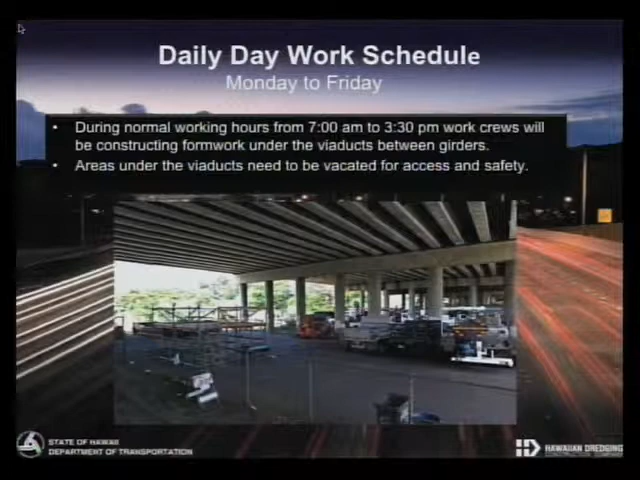 Daily Day Work Schedule
Monday to Friday
• During normal working hours from 7:00 am to 3:30 pm work crews will
be constructing formwork under the viaducts between girders.
• Areas under the viaducts need to be vacated for access and safety.
STATE OF HAWAII
DEPARTMENT OF TRANSPORTATION
HAWAIIAN DREDGING